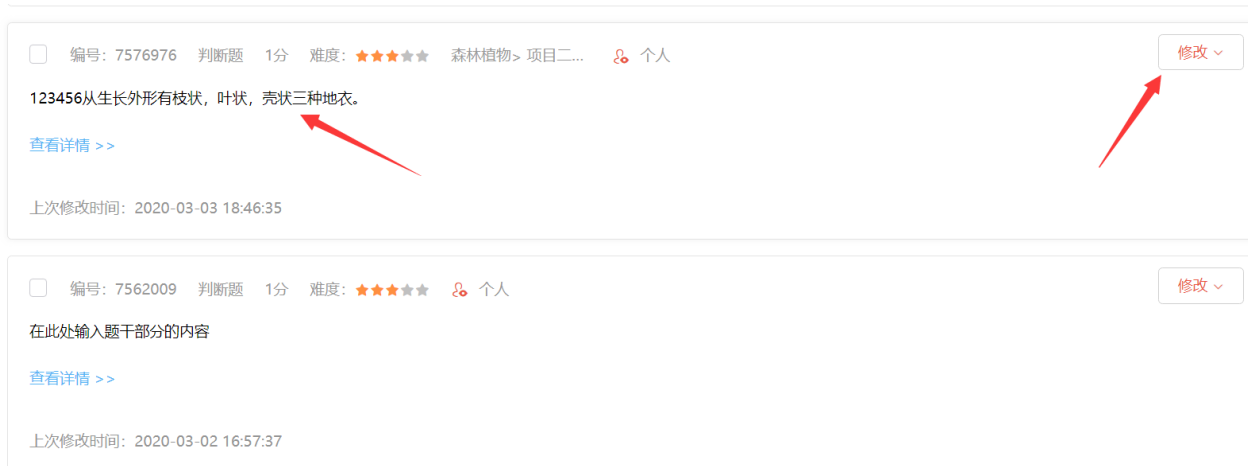 编号：7576976 判断题 1分 难度： 森林植物> 项目二... 个人 修改
123456从生长外形有枝状，叶状，壳状三种地衣。
查看详情 >>
上次修改时间：2020-03-03 18:46:35
编号：7562009 判断题 1分 难度： 个人 修改
在此处输入题干部分的内容
查看详情 >>
上次修改时间：2020-03-02 16:57:37